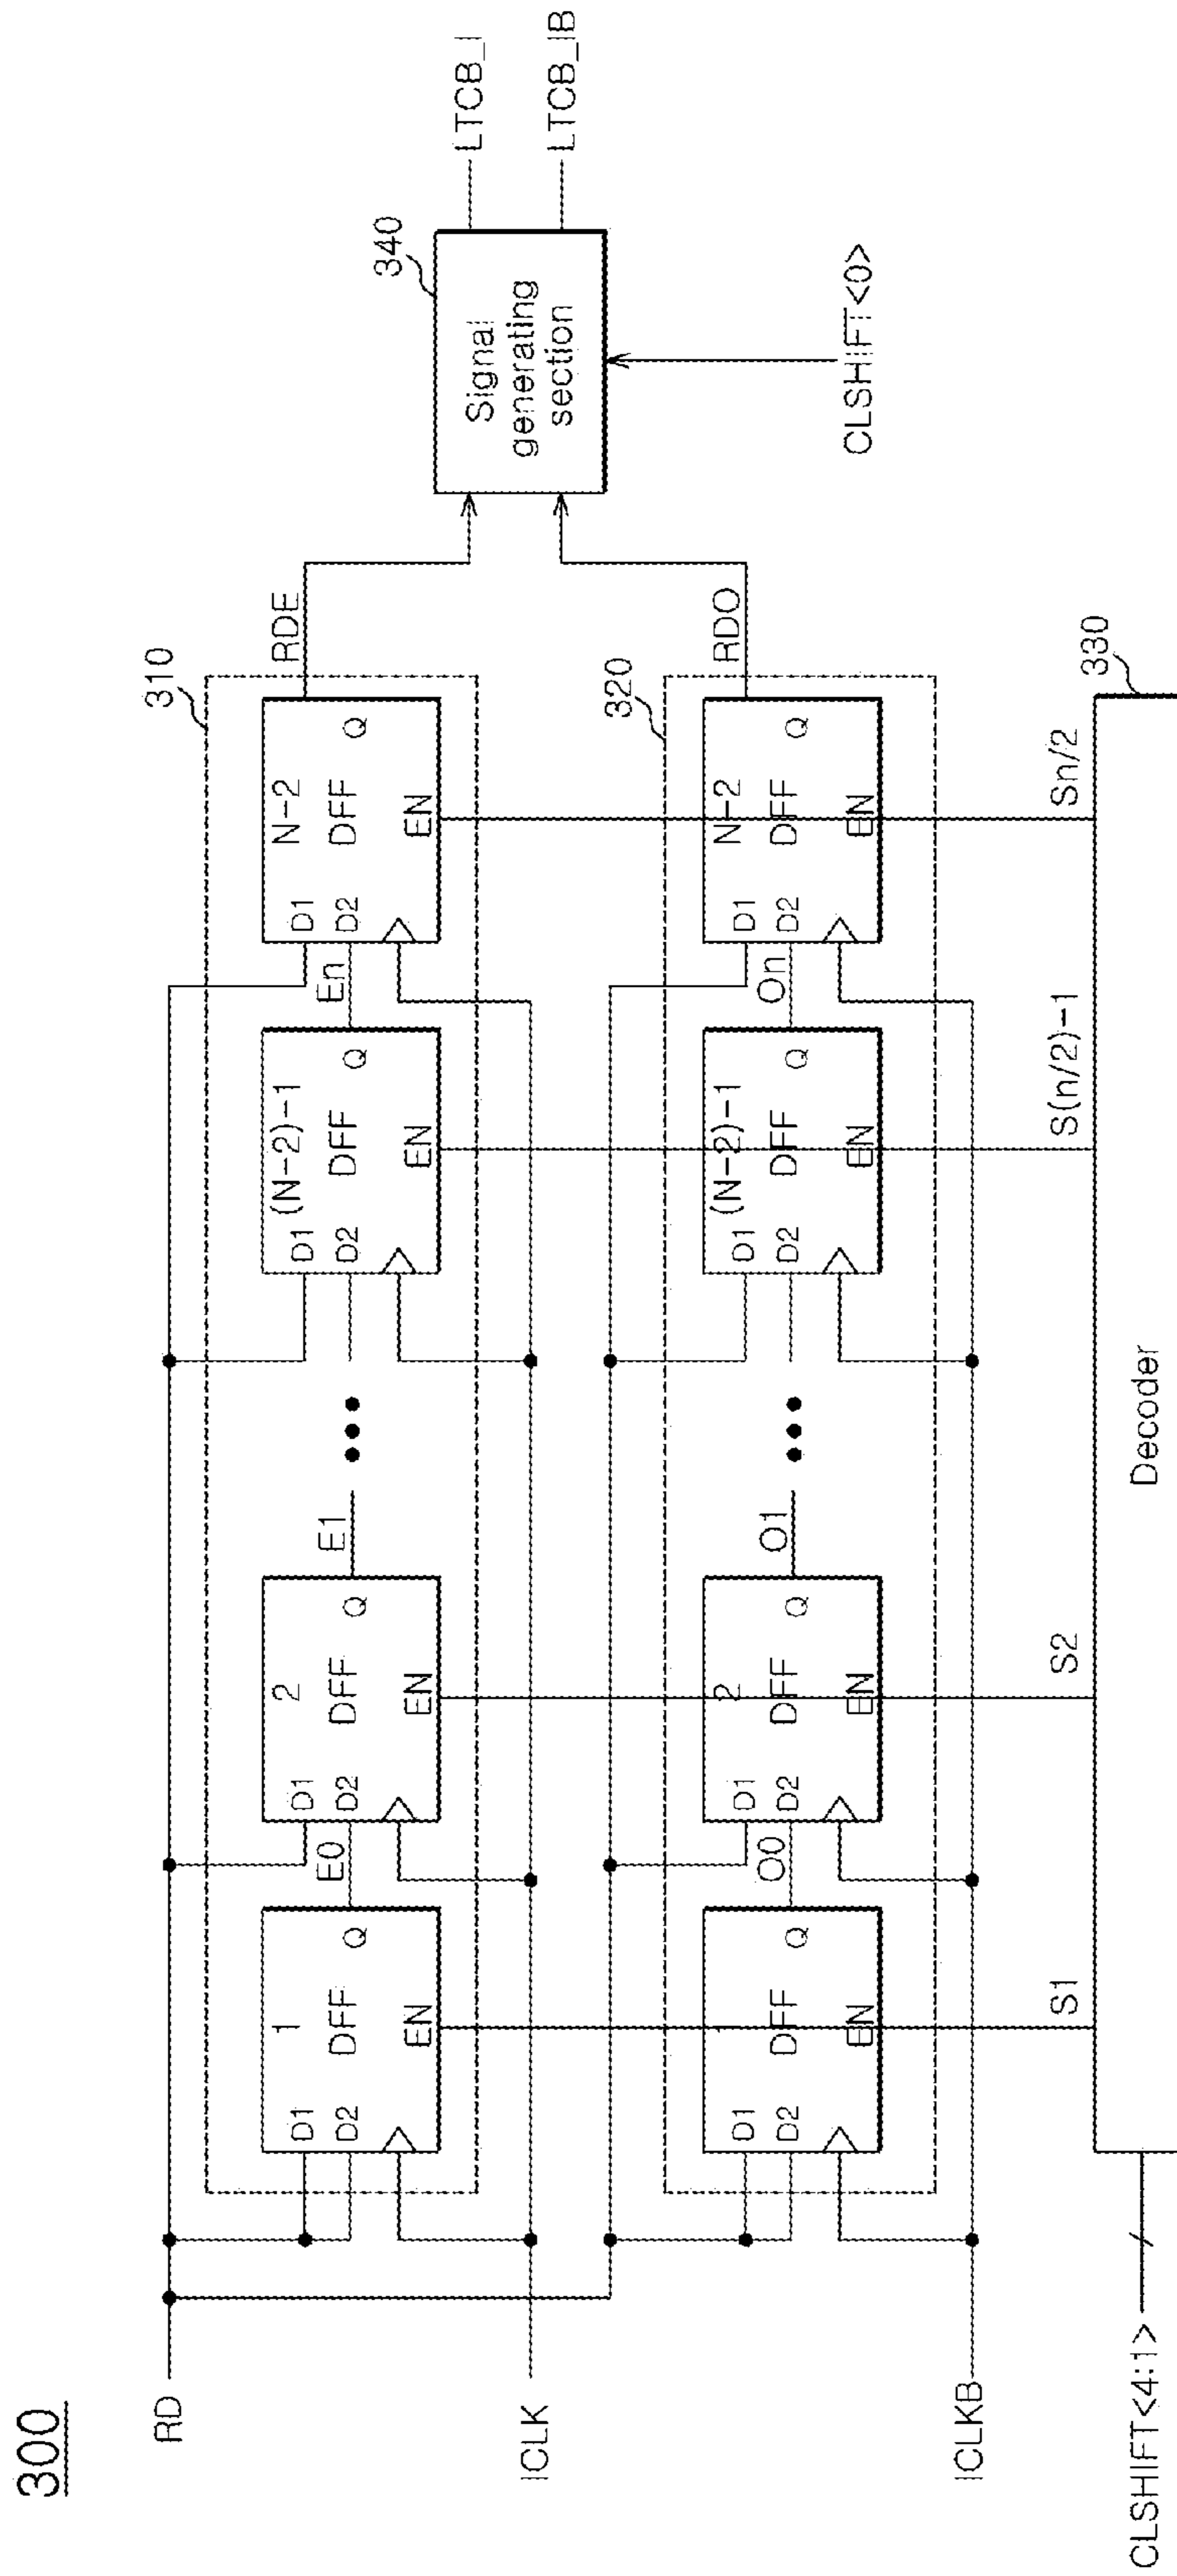 300
RD
ICLK
ICLKB
CLSHIFT<4:1>
310
1
D1
D2
DFF
Q
EN
E0
2
D1
D2
DFF
Q
EN
E1
(N-2)-1
D1
D2
DFF
Q
EN
En
N-2
D1
D2
DFF
Q
EN
RDE
320
1
D1
D2
DFF
Q
EN
O0
2
D1
D2
DFF
Q
EN
O1
(N-2)-1
D1
D2
DFF
Q
EN
On
N-2
D1
D2
DFF
Q
EN
RDO
S1
S2
S(n/2)-1
Sn/2
330
Decoder
340
Signal
generating
section
LTCB_I
LTCB_IB
CLSHIFT<0>